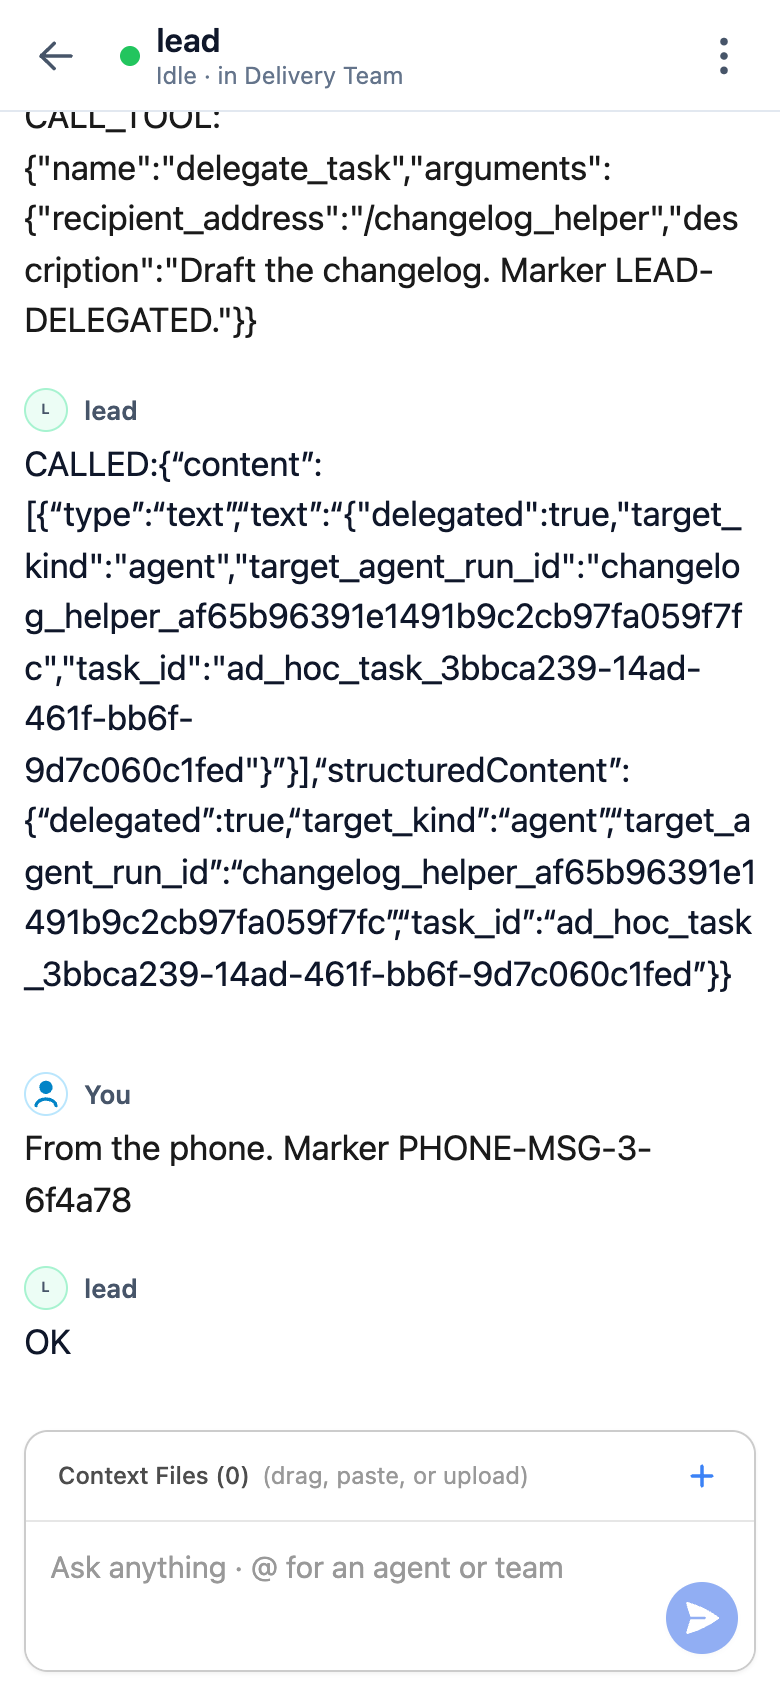 lead
Idle · in Delivery Team
CALL_TOOL:
{"name":"delegate_task","arguments":
{"recipient_address":"/changelog_helper","des
cription":"Draft the changelog. Marker LEAD-
DELEGATED."}}
L lead
CALLED:{“content”:
[{“type”:“text”,“text”:“{"delegated":true,"target_
kind":"agent","target_agent_run_id":"changelo
g_helper_af65b96391e1491b9c2cb97fa059f7f
c","task_id":"ad_hoc_task_3bbca239-14ad-
461f-bb6f-
9d7c060c1fed"}”}],“structuredContent”:
{“delegated”:true,“target_kind”:“agent”,“target_a
gent_run_id”:“changelog_helper_af65b96391e1
491b9c2cb97fa059f7fc”,“task_id”:“ad_hoc_task
_3bbca239-14ad-461f-bb6f-9d7c060c1fed”}}
You
From the phone. Marker PHONE-MSG-3-
6f4a78
L lead
OK
Context Files (0) (drag, paste, or upload)
Ask anything · @ for an agent or team